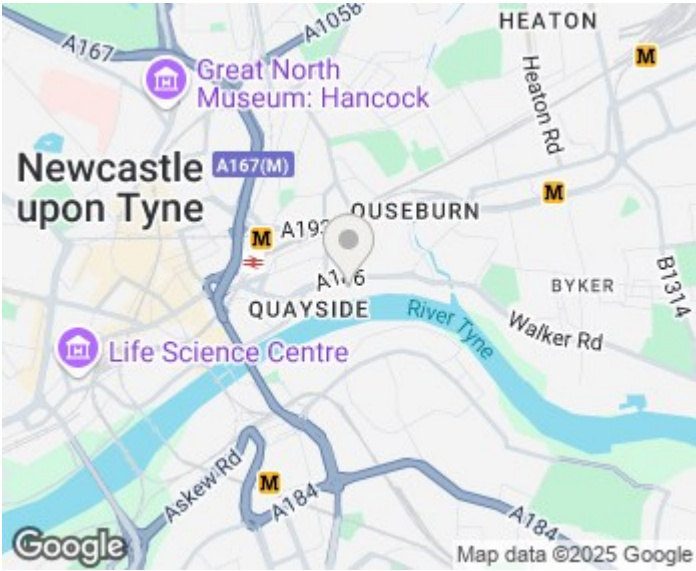 HEATON
A1058
A167
M
Great North
Museum: Hancock
Heaton Rd
Newcastle
upon Tyne
A167(M)
M
OUSEBURN
M
A193
BYKER
B1314
QUAYSIDE
River Tyne
Walker Rd
Life Science Centre
Askew Rd
M
A184
A184
Google
Map data ©2025 Google